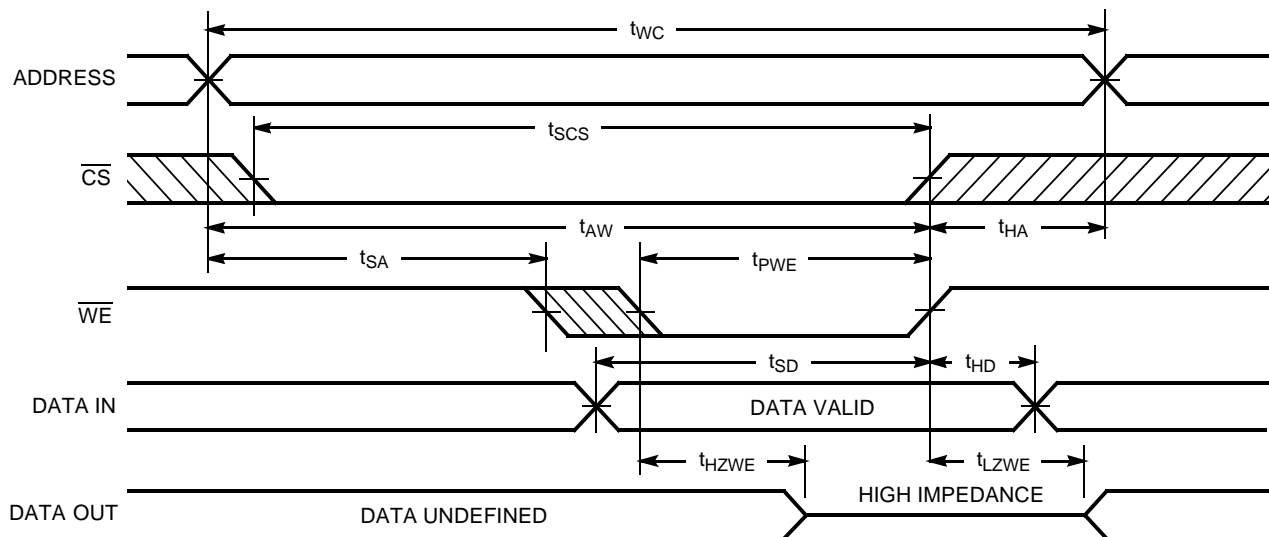 tWC
ADDRESS
tSCS
CS
tAW
tHA
tSA
tPWE
WE
tSD
tHD
DATA IN
DATA VALID
tHZWE
tLZWE
HIGH IMPEDANCE
DATA OUT
DATA UNDEFINED